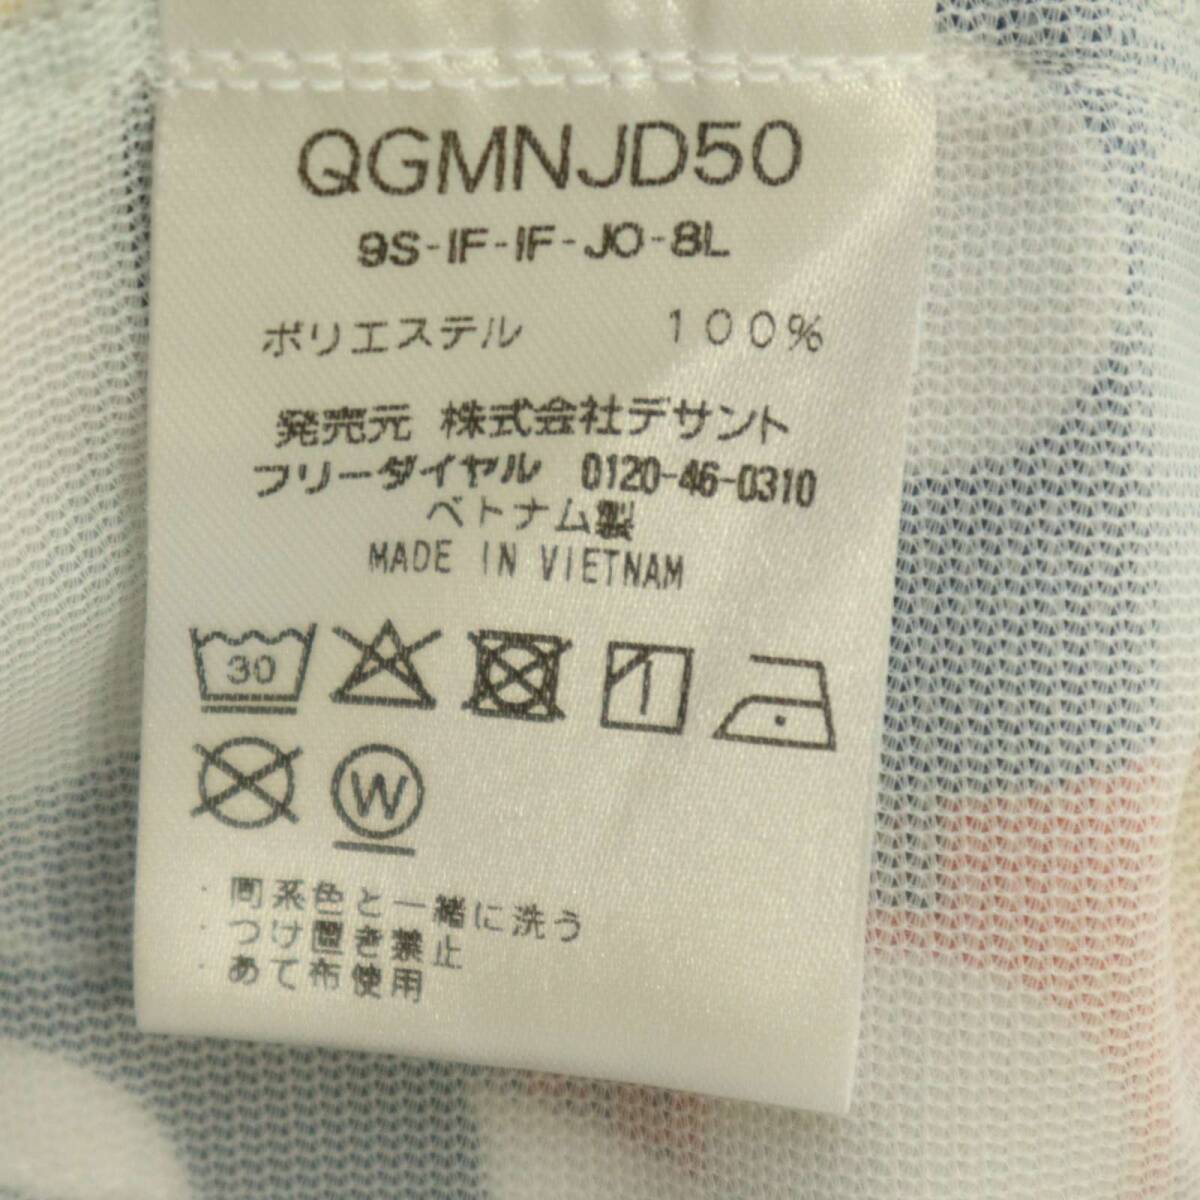 QGMNJD50
9S-IF-IF-JO-8L
ポリエステル 100%
発売元 株式会社デサント
フリーダイヤル 0120-46-0310
ベトナム製
MADE IN VIETNAM
30
W
・同系色と一緒に洗う
・つけ置き禁止
・あて布使用